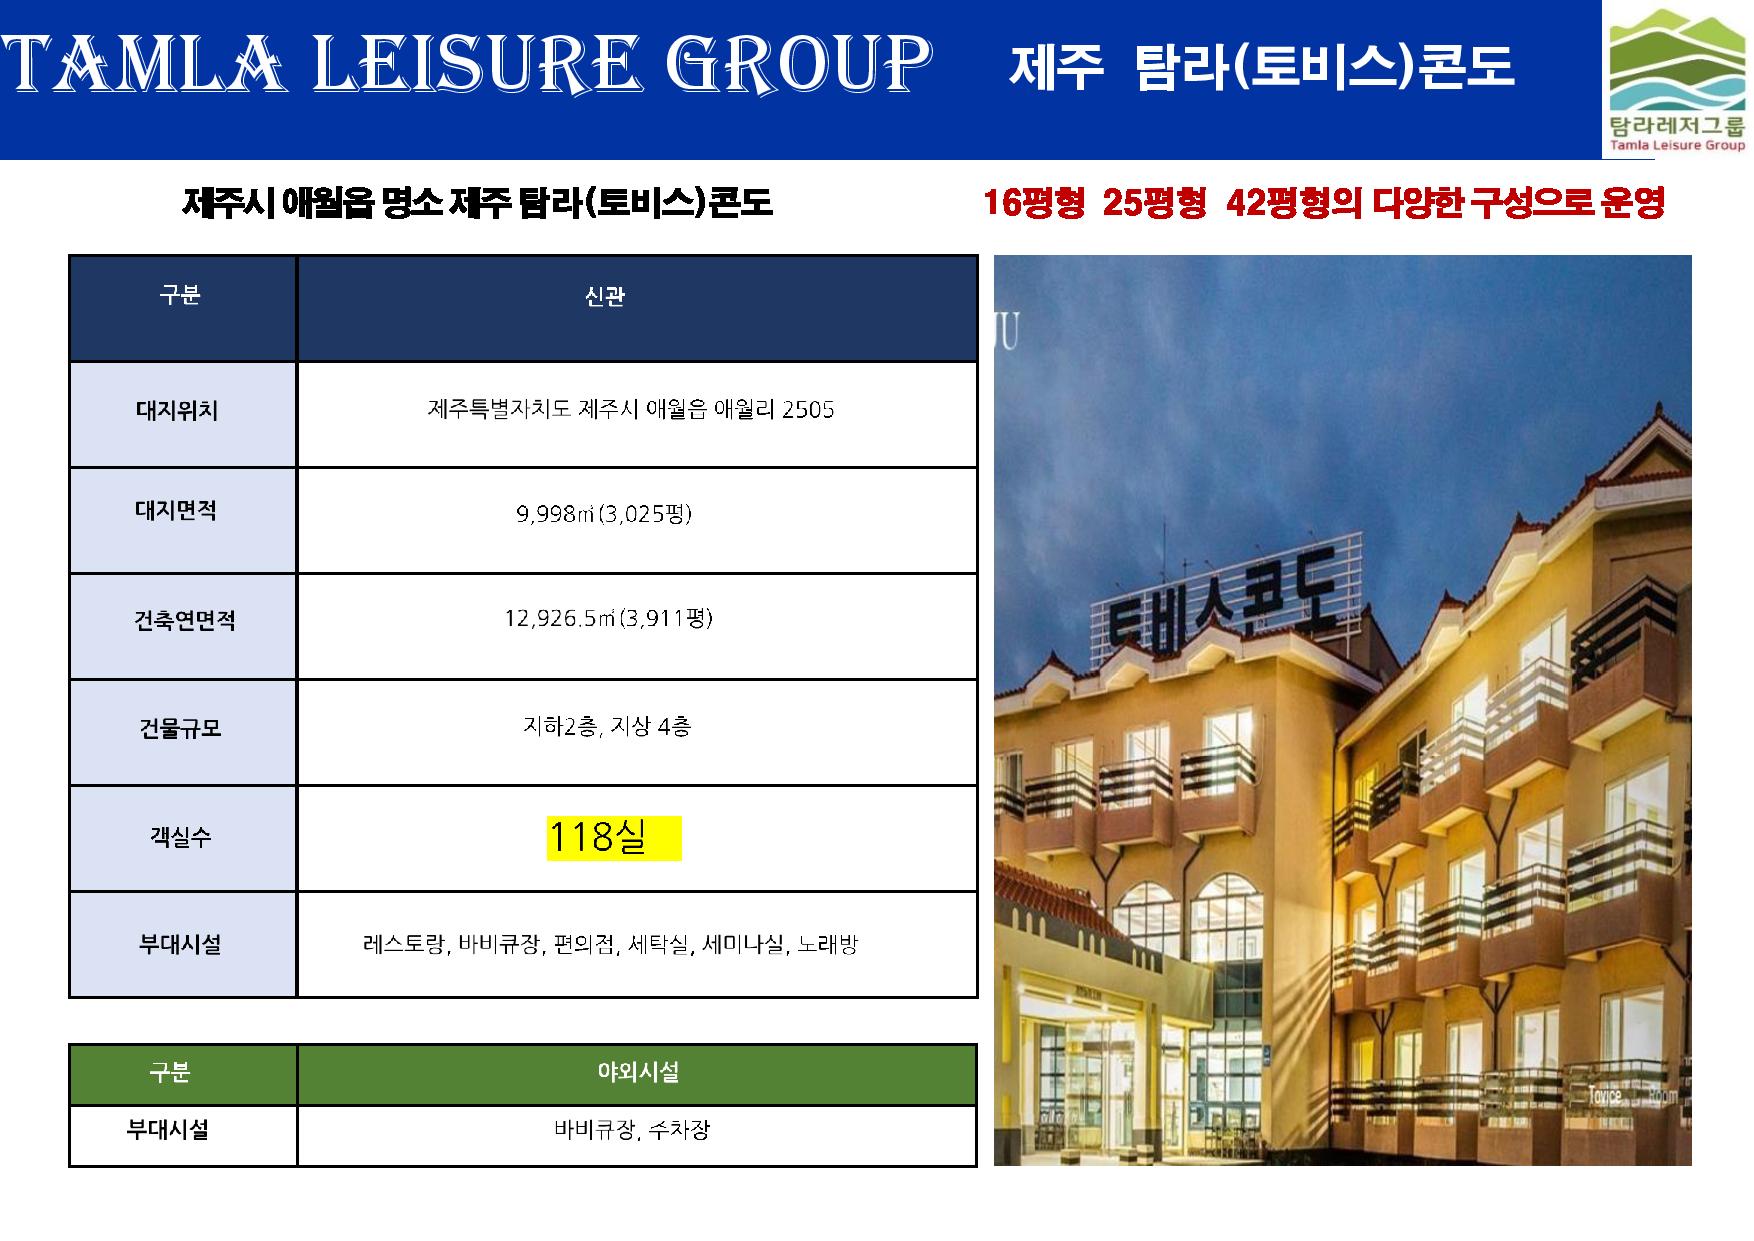 TAMLA LEISURE GROUP 제주 탐라(토비스)콘도
탐라레저그룹
Tamla Leisure Group
제주시 애월읍 명소 제주 탐라(토비스)콘도
16평형 25평형 42평형의 다양한 구성으로 운영
구분 신관
대지위치 제주특별자치도 제주시 애월읍 애월리 2505
대지면적 9,998㎡(3,025평)
건축연면적 12,926.5㎡(3,911평)
건물규모 지하2층, 지상 4층
객실수 118실
부대시설 레스토랑, 바비큐장, 편의점, 세탁실, 세미나실, 노래방
구분 야외시설
부대시설 바비큐장, 주차장
JU
토비스콘도
Tovice Room